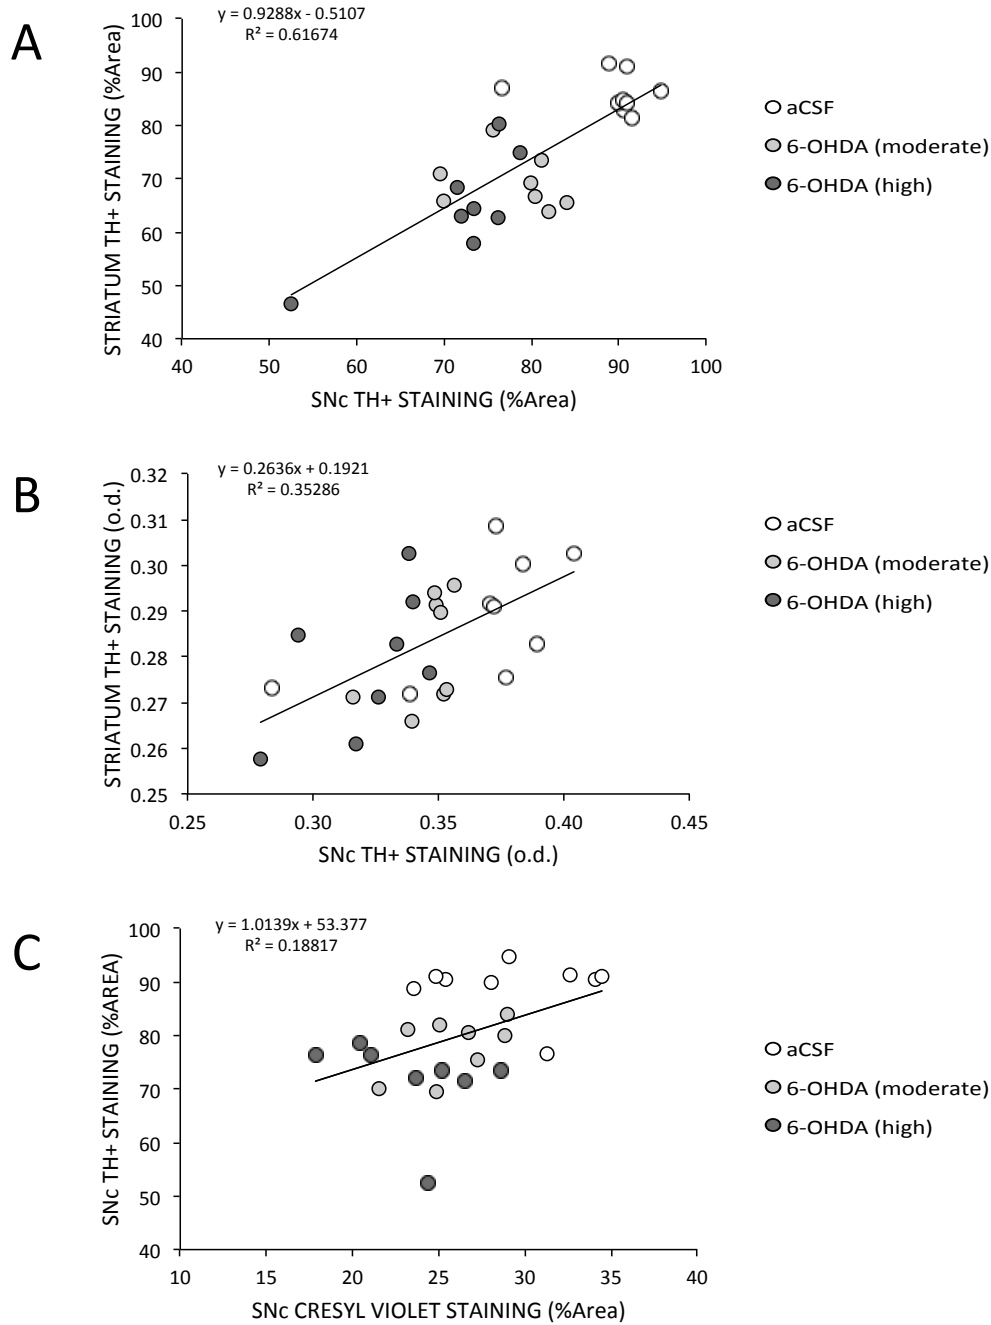 A
y = 0.9288x - 0.5107
R² = 0.61674
STRIATUM TH+ STAINING (%Area)
100
90
80
70
60
50
40
40 50 60 70 80 90 100
SNc TH+ STAINING (%Area)
aCSF
6-OHDA (moderate)
6-OHDA (high)
B
y = 0.2636x + 0.1921
R² = 0.35286
STRIATUM TH+ STAINING (o.d.)
0.32
0.31
0.30
0.29
0.28
0.27
0.26
0.25
0.25 0.30 0.35 0.40 0.45
SNc TH+ STAINING (o.d.)
aCSF
6-OHDA (moderate)
6-OHDA (high)
C
y = 1.0139x + 53.377
R² = 0.18817
SNc TH+ STAINING (%AREA)
100
90
80
70
60
50
40
10 15 20 25 30 35 40
SNc CRESYL VIOLET STAINING (%Area)
aCSF
6-OHDA (moderate)
6-OHDA (high)